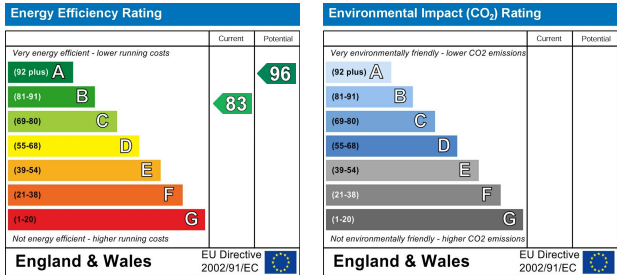 Energy Efficiency Rating
Current Potential
Very energy efficient - lower running costs
(92 plus) A
(81-91) B
(69-80) C
(55-68) D
(39-54) E
(21-38) F
(1-20) G
83
96
Not energy efficient - higher running costs
England & Wales
EU Directive
2002/91/EC
Environmental Impact (CO₂) Rating
Current Potential
Very environmentally friendly - lower CO2 emissions
(92 plus) A
(81-91) B
(69-80) C
(55-68) D
(39-54) E
(21-38) F
(1-20) G
Not environmentally friendly - higher CO2 emissions
England & Wales
EU Directive
2002/91/EC